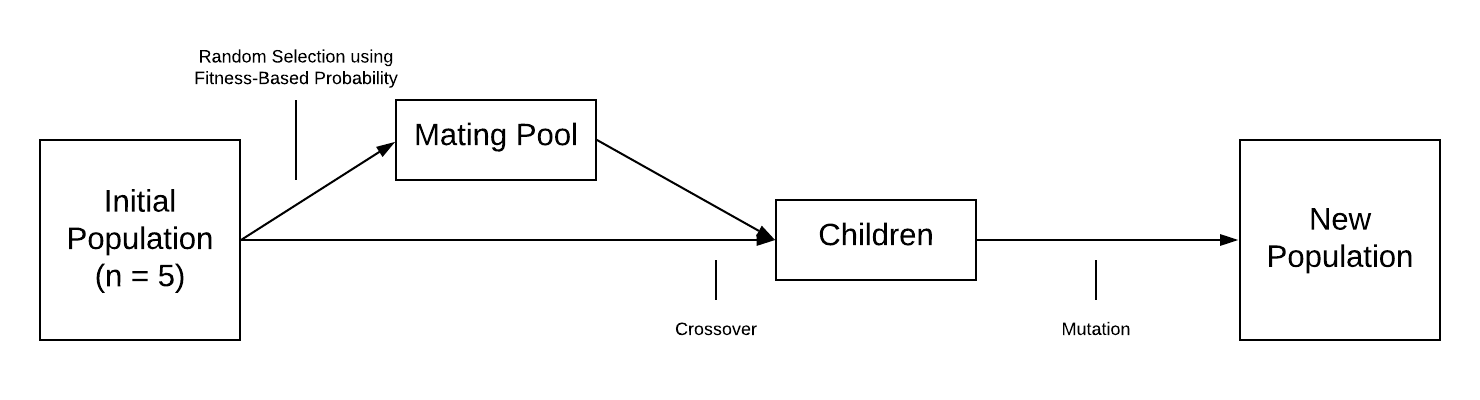 Random Selection using
Fitness-Based Probability
Mating Pool
Initial
Population
(n = 5)
Children
New
Population
Crossover
Mutation